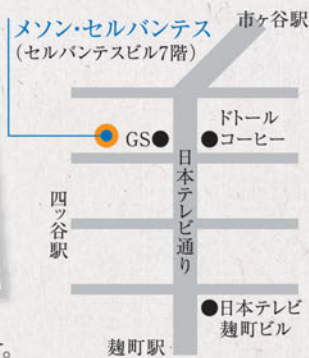 市ヶ谷駅
メソン・セルバンテス
(セルバンテスビル7階)
ドトール
コーヒー
GS
日本テレビ通り
四ッ谷駅
日本テレビ
麹町ビル
麹町駅
。